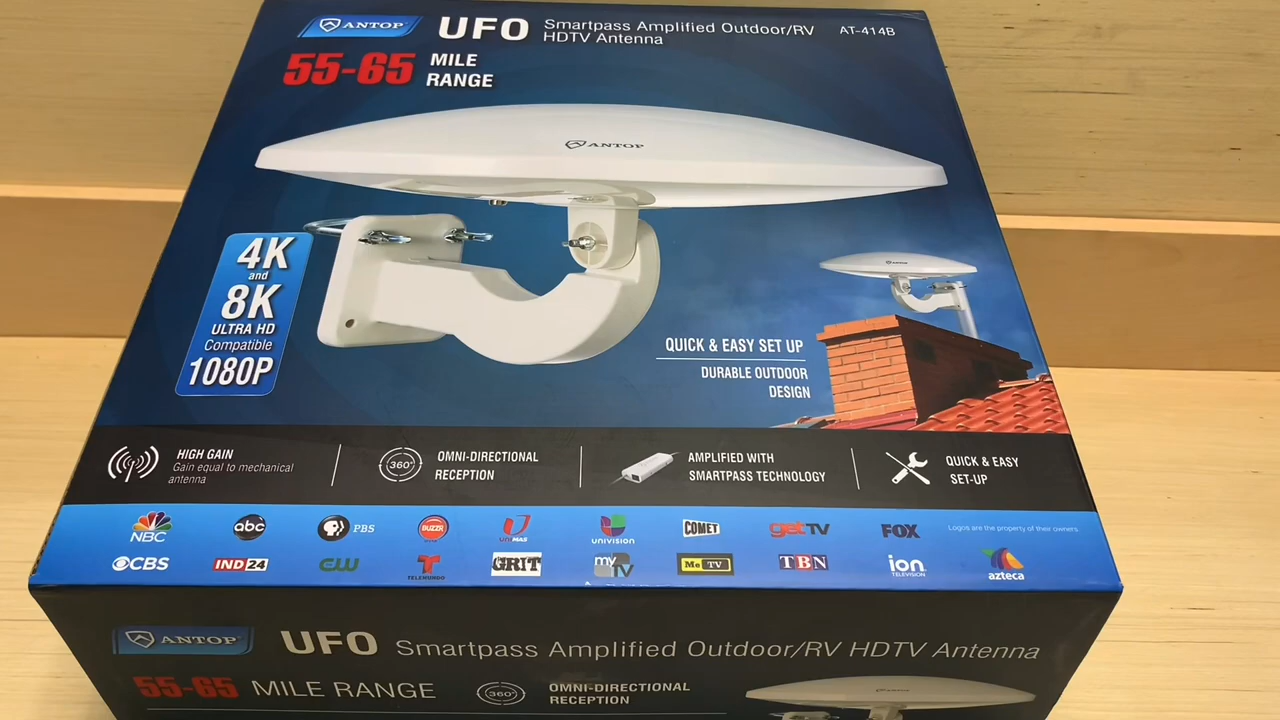 ANTOP
UFO
Smartpass Amplified Outdoor/RV
HDTV Antenna
AT-414B
55-65
MILE
RANGE
ANTOP
4K
and
8K
ULTRA HD
Compatible
1080P
QUICK & EASY SET UP
DURABLE OUTDOOR
DESIGN
HIGH GAIN
Gain equal to mechanical
antenna
360°
OMNI-DIRECTIONAL
RECEPTION
AMPLIFIED WITH
SMARTPASS TECHNOLOGY
QUICK & EASY
SET-UP
NBC
abc
PBS
BUZZR
UNIMAS
UNIVISION
COMET
getTV
FOX
Logos are the property of their owners.
CBS
IND24
CW
TELEMUNDO
GRIT
myTV
MeTV
TBN
ion
TELEVISION
azteca
ANTOP
UFO
Smartpass Amplified Outdoor/RV HDTV Antenna
55-65 MILE RANGE
360°
OMNI-DIRECTIONAL
RECEPTION